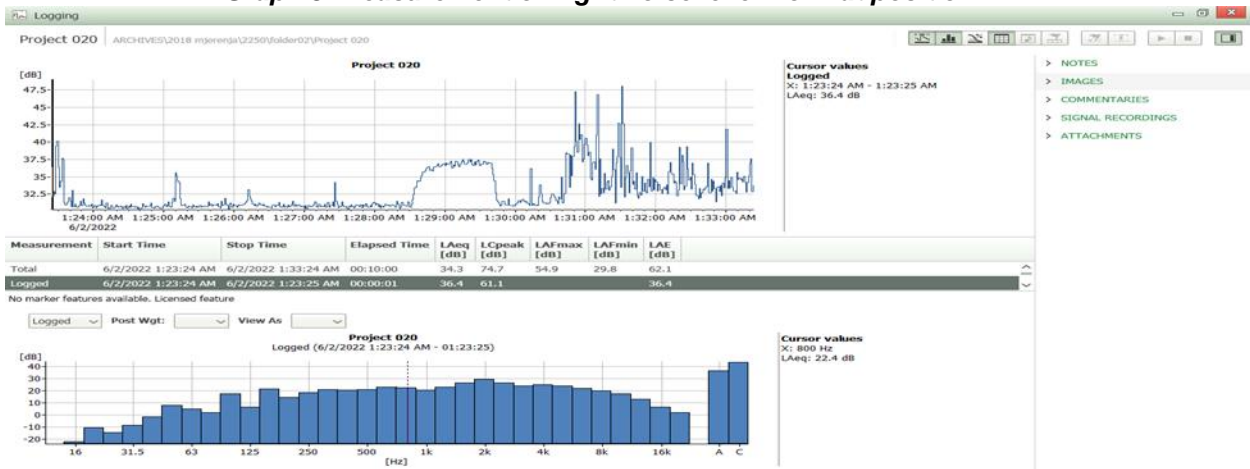 Logging
Project 020 ARCHIVES\2018 mjerenja\2250\folder02\Project 020
Project 020
[dB]
47.5
45
42.5
40
37.5
35
32.5
1:24:00 AM 1:25:00 AM 1:26:00 AM 1:27:00 AM 1:28:00 AM 1:29:00 AM 1:30:00 AM 1:31:00 AM 1:32:00 AM 1:33:00 AM
6/2/2022
Cursor values
Logged
X: 1:23:24 AM - 1:23:25 AM
LAeq: 36.4 dB
> NOTES
> IMAGES
> COMMENTARIES
> SIGNAL RECORDINGS
> ATTACHMENTS
Measurement Start Time Stop Time Elapsed Time LAeq [dB] LCpeak [dB] LAFmax [dB] LAFmin [dB] LAE [dB]
Total 6/2/2022 1:23:24 AM 6/2/2022 1:33:24 AM 00:10:00 34.3 74.7 54.9 29.8 62.1
Logged 6/2/2022 1:23:24 AM 6/2/2022 1:23:25 AM 00:00:01 36.4 61.1 36.4
No marker features available. Licensed feature
Logged Post Wgt: View As
Project 020
Logged (6/2/2022 1:23:24 AM - 01:23:25)
[dB]
40
30
20
10
0
-10
-20
16 31.5 63 125 250 500 1k 2k 4k 8k 16k A C
[Hz]
Cursor values
X: 800 Hz
LAeq: 22.4 dB